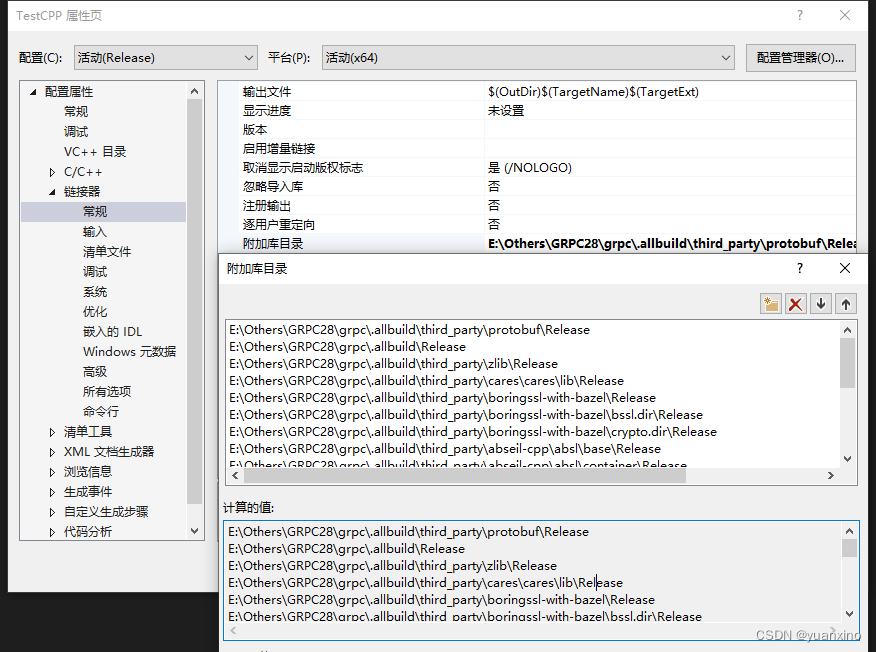 TestCPP 属性页
配置(C): 活动(Release) 平台(P): 活动(x64) 配置管理器(O)...
配置属性
常规
调试
VC++ 目录
C/C++
链接器
常规
输入
清单文件
调试
系统
优化
嵌入的 IDL
Windows 元数据
高级
所有选项
命令行
清单工具
XML 文档生成器
浏览信息
生成事件
自定义生成步骤
代码分析
输出文件 $(OutDir)$(TargetName)$(TargetExt)
显示进度 未设置
版本
启用增量链接
取消显示启动版权标志 是 (/NOLOGO)
忽略导入库 否
注册输出 否
逐用户重定向 否
附加库目录 E:\Others\GRPC28\grpc\.allbuild\third_party\protobuf\Relea
附加库目录
E:\Others\GRPC28\grpc\.allbuild\third_party\protobuf\Release
E:\Others\GRPC28\grpc\.allbuild\Release
E:\Others\GRPC28\grpc\.allbuild\third_party\zlib\Release
E:\Others\GRPC28\grpc\.allbuild\third_party\cares\cares\lib\Release
E:\Others\GRPC28\grpc\.allbuild\third_party\boringssl-with-bazel\Release
E:\Others\GRPC28\grpc\.allbuild\third_party\boringssl-with-bazel\bssl.dir\Release
E:\Others\GRPC28\grpc\.allbuild\third_party\boringssl-with-bazel\crypto.dir\Release
E:\Others\GRPC28\grpc\.allbuild\third_party\abseil-cpp\absl\base\Release
E:\Others\GRPC28\grpc\.allbuild\third_party\abseil-cpp\absl\container\Release
计算的值:
E:\Others\GRPC28\grpc\.allbuild\third_party\protobuf\Release
E:\Others\GRPC28\grpc\.allbuild\Release
E:\Others\GRPC28\grpc\.allbuild\third_party\zlib\Release
E:\Others\GRPC28\grpc\.allbuild\third_party\cares\cares\lib\Release
E:\Others\GRPC28\grpc\.allbuild\third_party\boringssl-with-bazel\Release
E:\Others\GRPC28\grpc\.allbuild\third_party\boringssl-with-bazel\bssl.dir\Release
CSDN @yuanxino